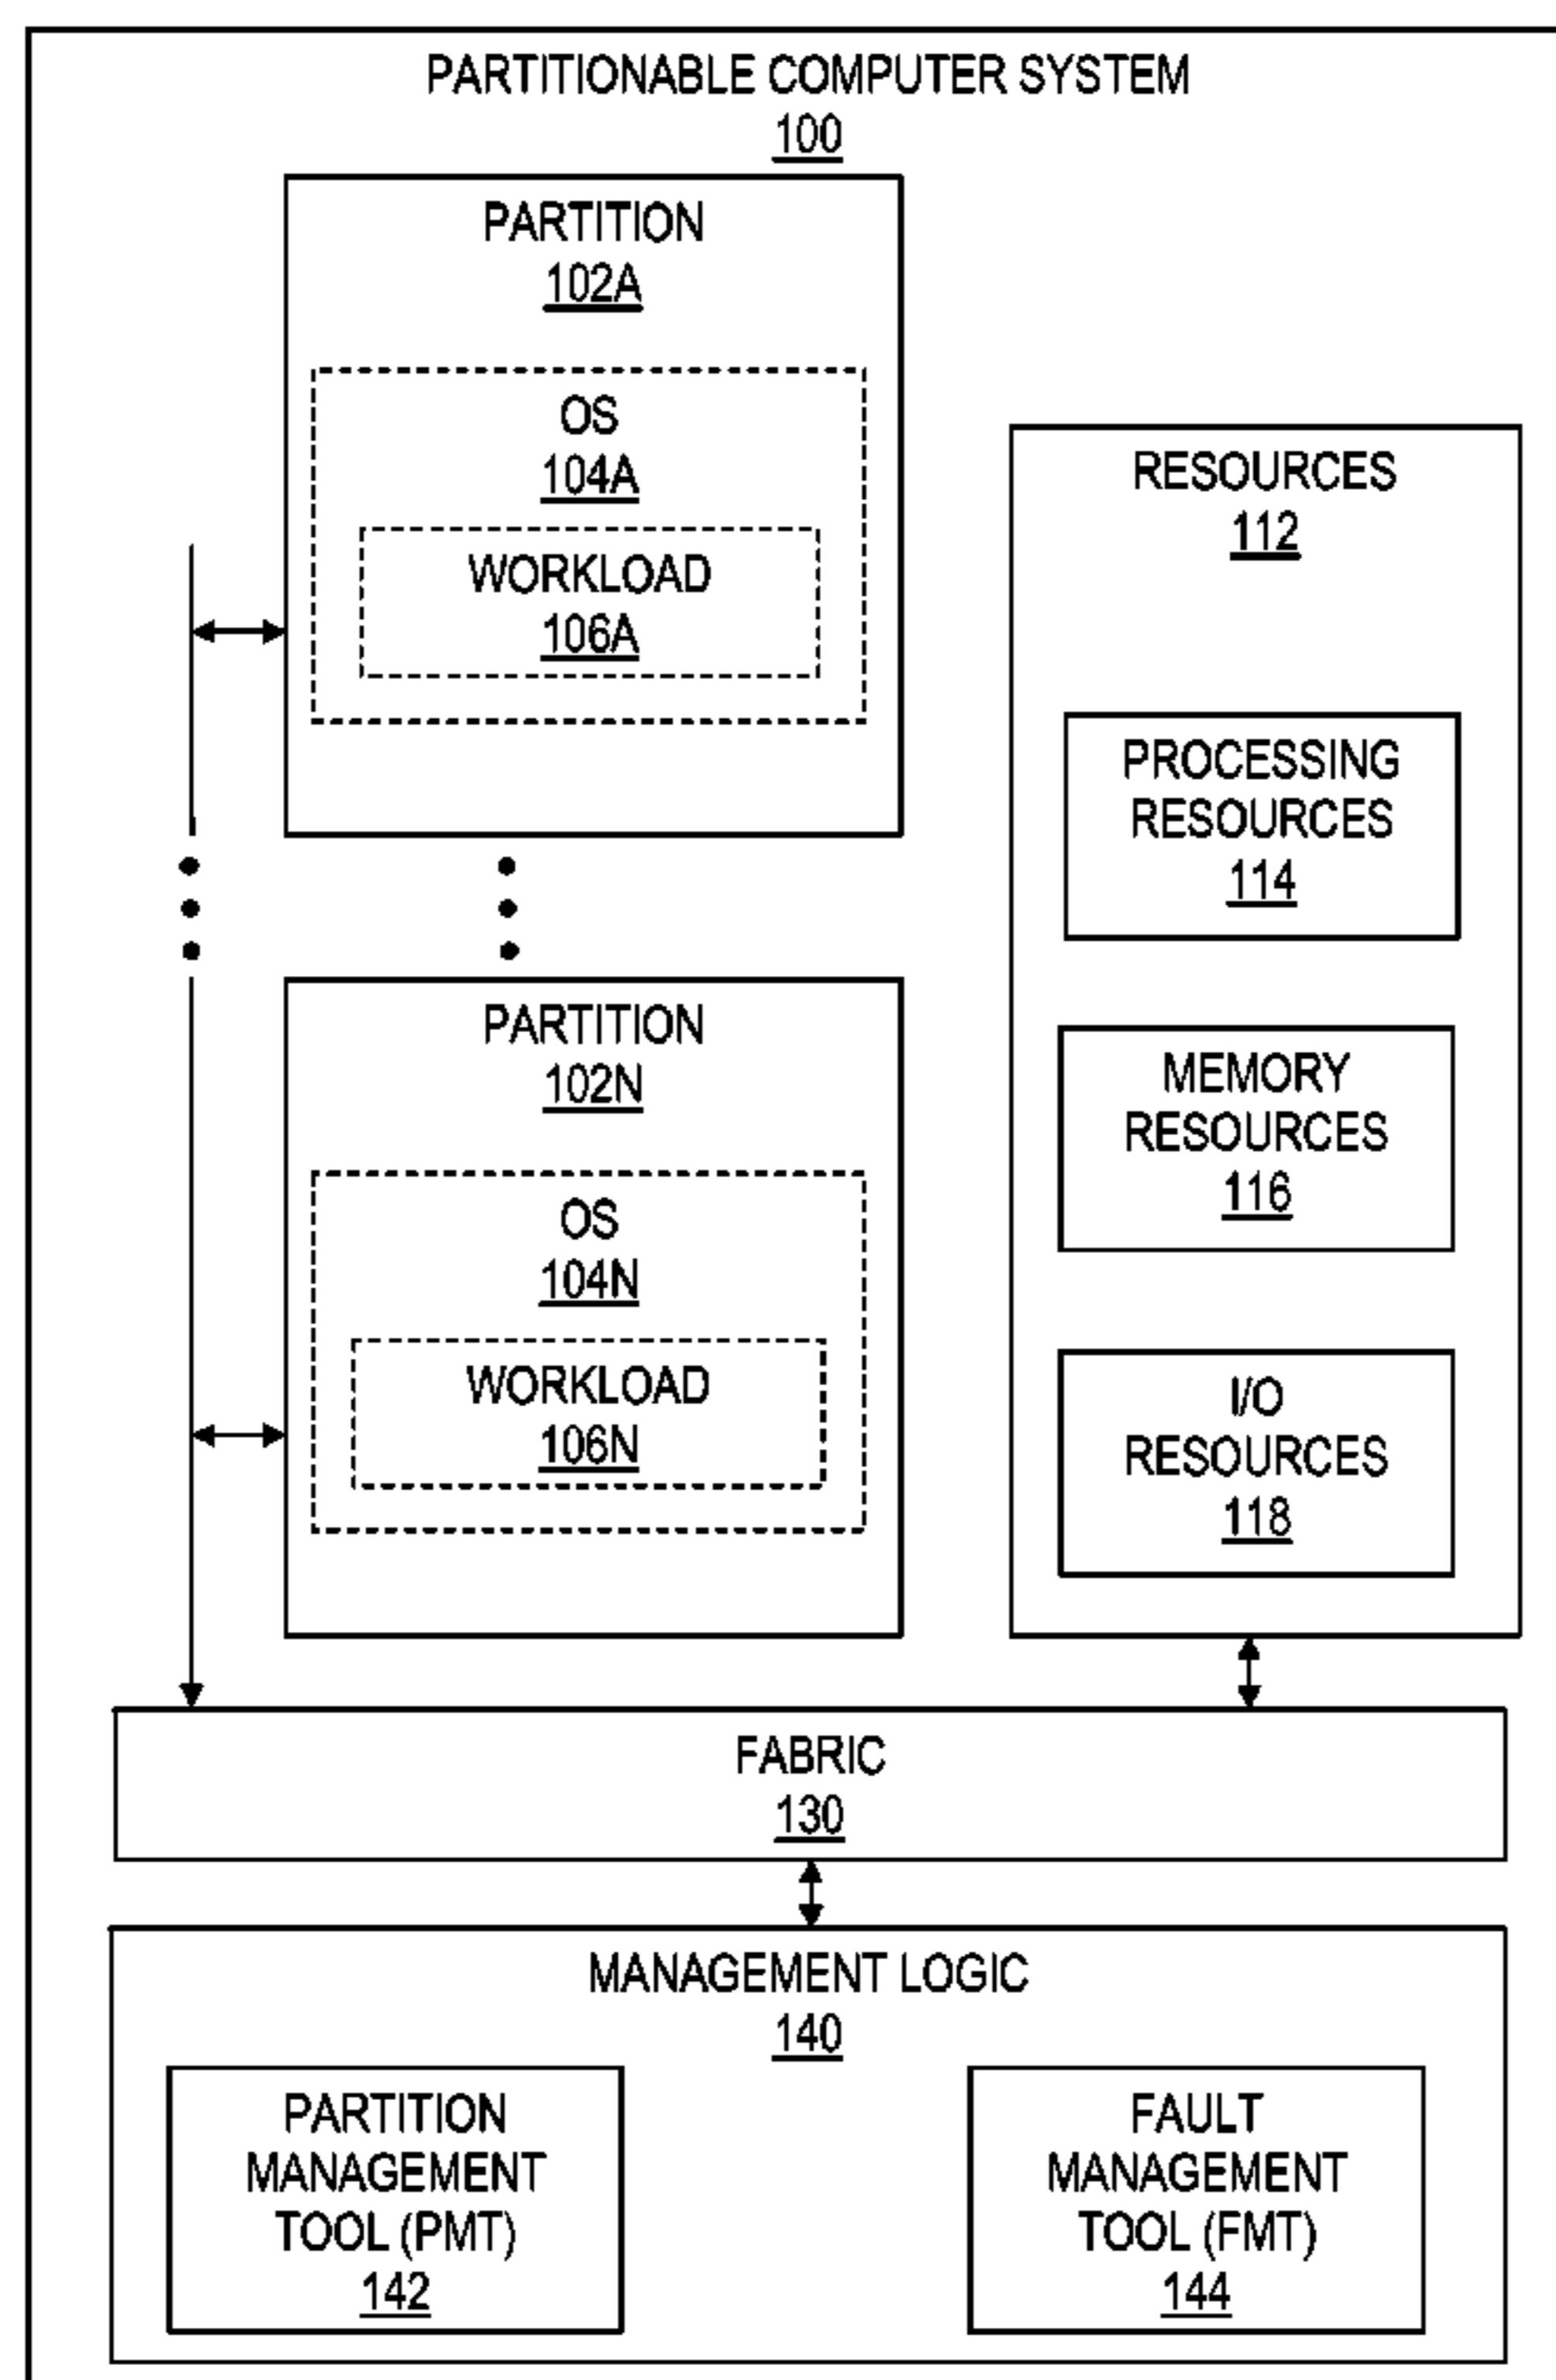 PARTITIONABLE COMPUTER SYSTEM
100
PARTITION
102A
OS
104A
WORKLOAD
106A
PARTITION
102N
OS
104N
WORKLOAD
106N
RESOURCES
112
PROCESSING
RESOURCES
114
MEMORY
RESOURCES
116
I/O
RESOURCES
118
FABRIC
130
MANAGEMENT LOGIC
140
PARTITION
MANAGEMENT
TOOL (PMT)
142
FAULT
MANAGEMENT
TOOL (FMT)
144